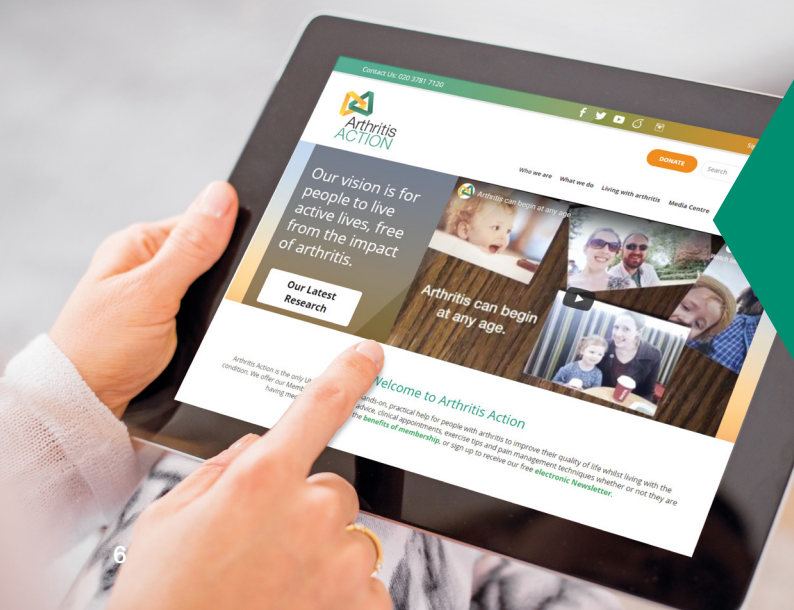 Contact Us: 020 3781 7120
Arthritis
ACTION
DONATE
Search
Who we are What we do Living with arthritis Media Centre
Our vision is for
people to live
active lives, free
from the impact
of arthritis.
Our Latest
Research
Arthritis can begin at any age.
Arthritis can begin
at any age.
Welcome to Arthritis Action
Arthritis Action is the only hands-on, practical help for people with arthritis to improve their quality of life whilst living with the
condition. We offer our advice, clinical appointments, exercise tips and pain management techniques whether or not they are
having the benefits of membership, or sign up to receive our free electronic Newsletter.
6